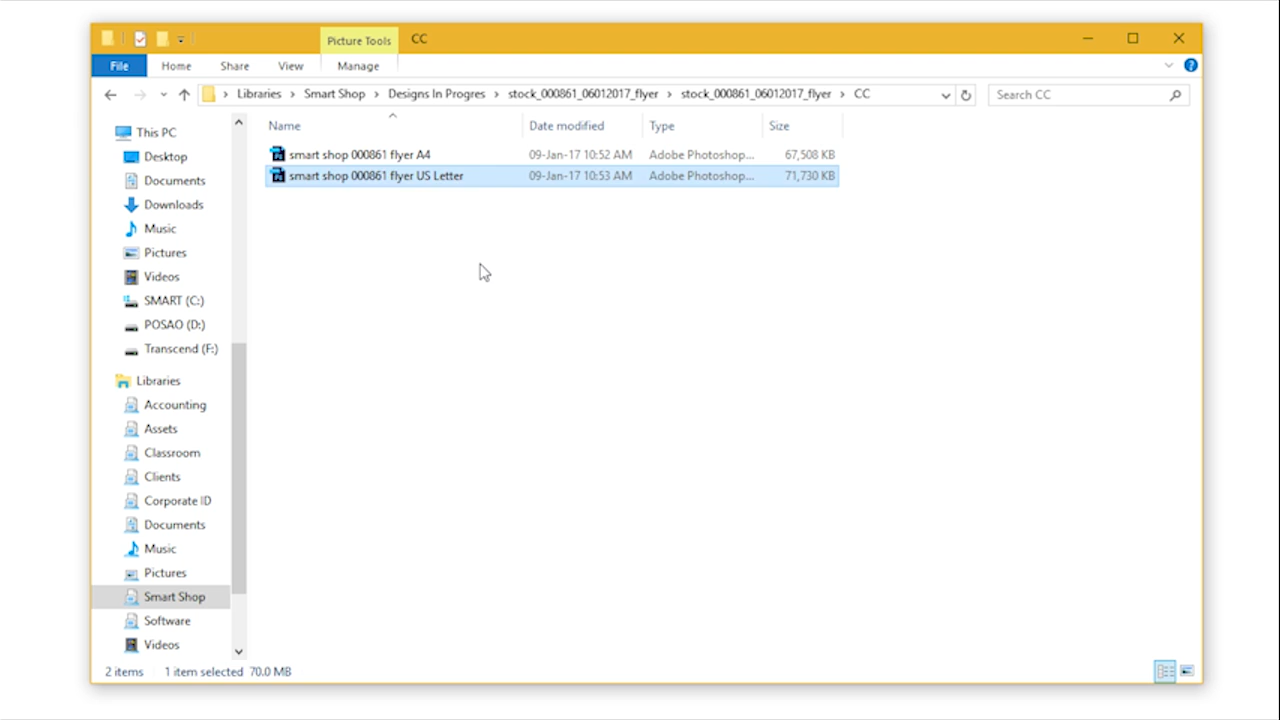 Picture Tools CC
File Home Share View Manage
Libraries Smart Shop Designs In Progres stock_000861_06012017_flyer stock_000861_06012017_flyer CC Search CC
Name Date modified Type Size
smart shop 000861 flyer A4 09-Jan-17 10:52 AM Adobe Photoshop... 67,508 KB
smart shop 000861 flyer US Letter 09-Jan-17 10:53 AM Adobe Photoshop... 71,730 KB
This PC
Desktop
Documents
Downloads
Music
Pictures
Videos
SMART (C:)
POSAO (D:)
Transcend (F:)
Libraries
Accounting
Assets
Classroom
Clients
Corporate ID
Documents
Music
Pictures
Smart Shop
Software
Videos
2 items 1 item selected 70.0 MB